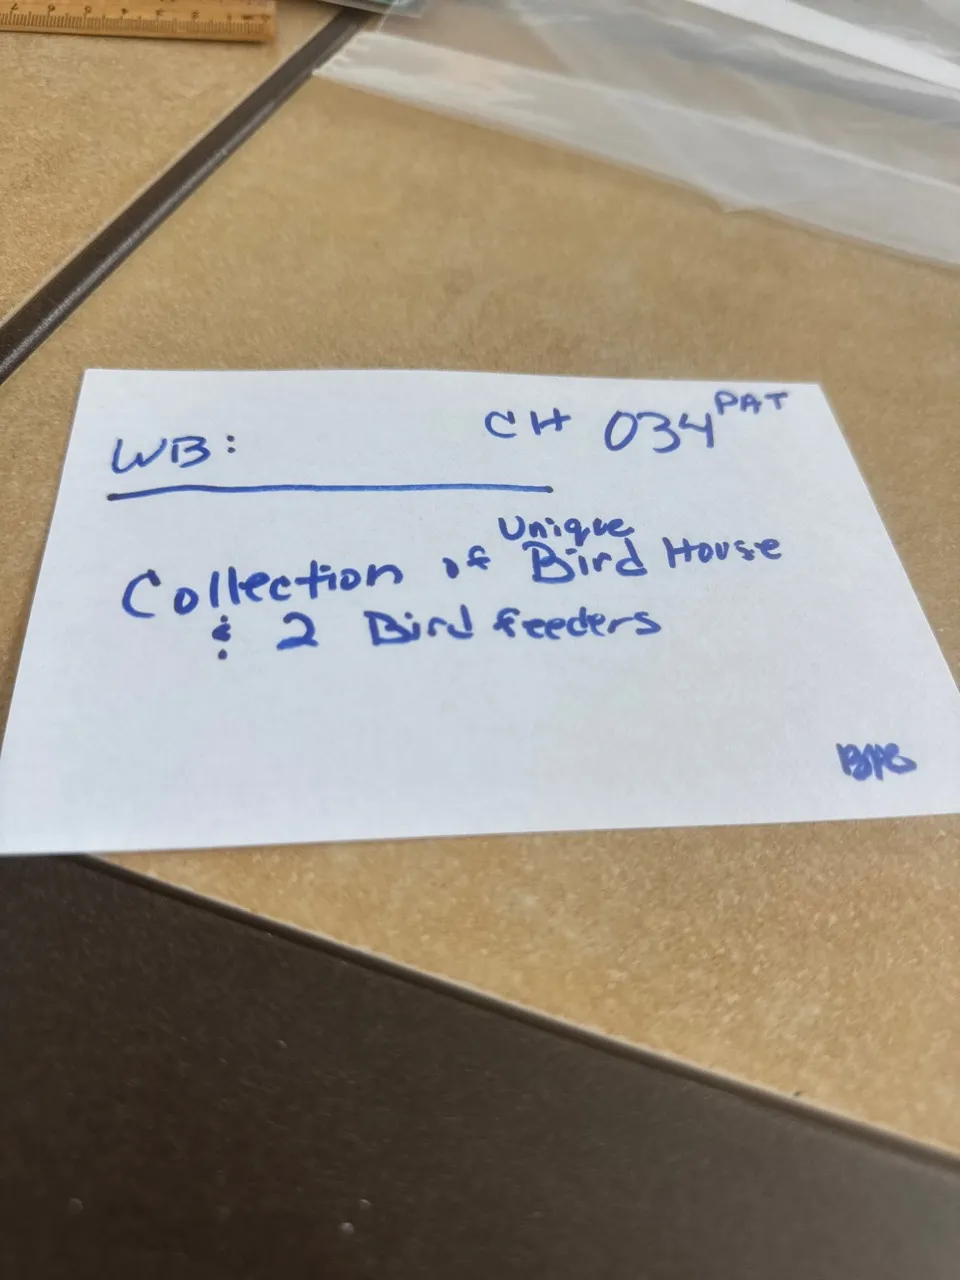 WB:
CH 034 PAT
Collection of Unique Bird House
& 2 Bird feeders